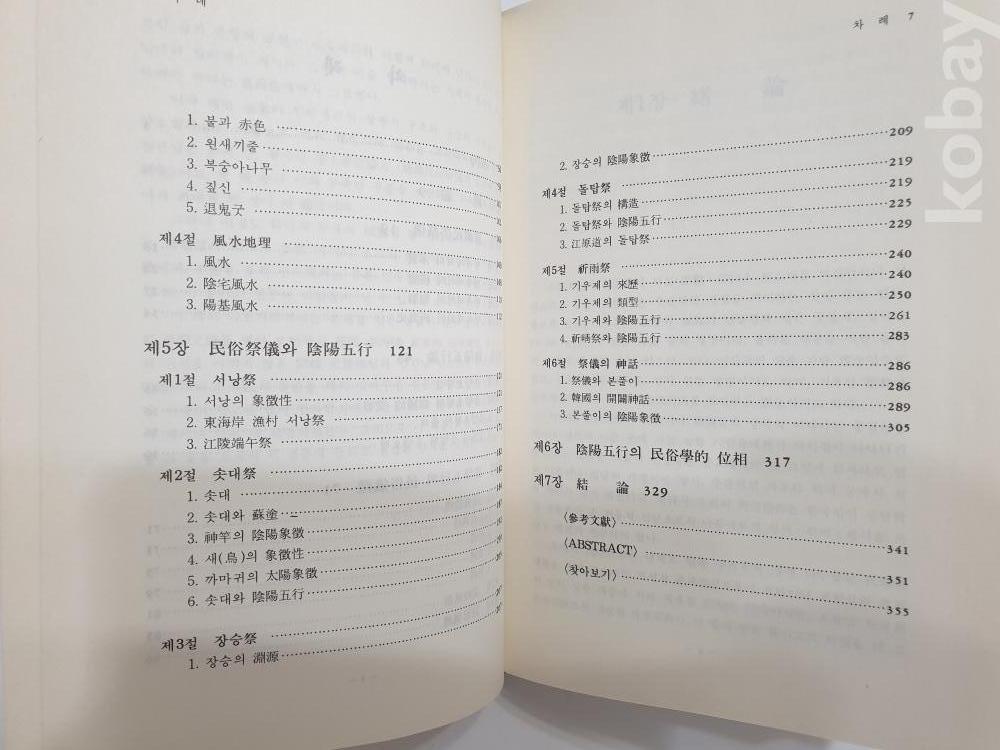 1. 불과 赤色
2. 왼새끼줄
3. 복숭아나무
4. 짚신
5. 退鬼굿
제4절 風水地理
1. 風水
2. 陰宅風水
3. 陽基風水
제5장 民俗祭儀와 陰陽五行 121
제1절 서낭祭
1. 서낭의 象徵性
2. 東海岸 漁村 서낭祭
3. 江陵端午祭
제2절 솟대祭
1. 솟대
2. 솟대와 蘇塗
3. 神竿의 陰陽象徵
4. 새(鳥)의 象徵性
5. 까마귀의 太陽象徵
6. 솟대와 陰陽五行
제3절 장승祭
1. 장승의 淵源
차 례 7
2. 장승의 陰陽象徵 209
제4절 돌탑祭 219
1. 돌탑祭의 構造 219
2. 돌탑祭와 陰陽五行 225
3. 江原道의 돌탑祭 229
제5절 祈雨祭 240
1. 기우제의 來歷 240
2. 기우제의 類型 250
3. 기우제와 陰陽五行 261
4. 祈晴祭와 陰陽五行 283
제6절 祭儀의 神話 286
1. 祭儀와 본풀이 286
2. 韓國의 開闢神話 289
3. 본풀이의 陰陽象徵 305
제6장 陰陽五行의 民俗學的 位相 317
제7장 結 論 329
〈參考文獻〉 341
〈ABSTRACT〉 351
〈찾아보기〉 355
kobay